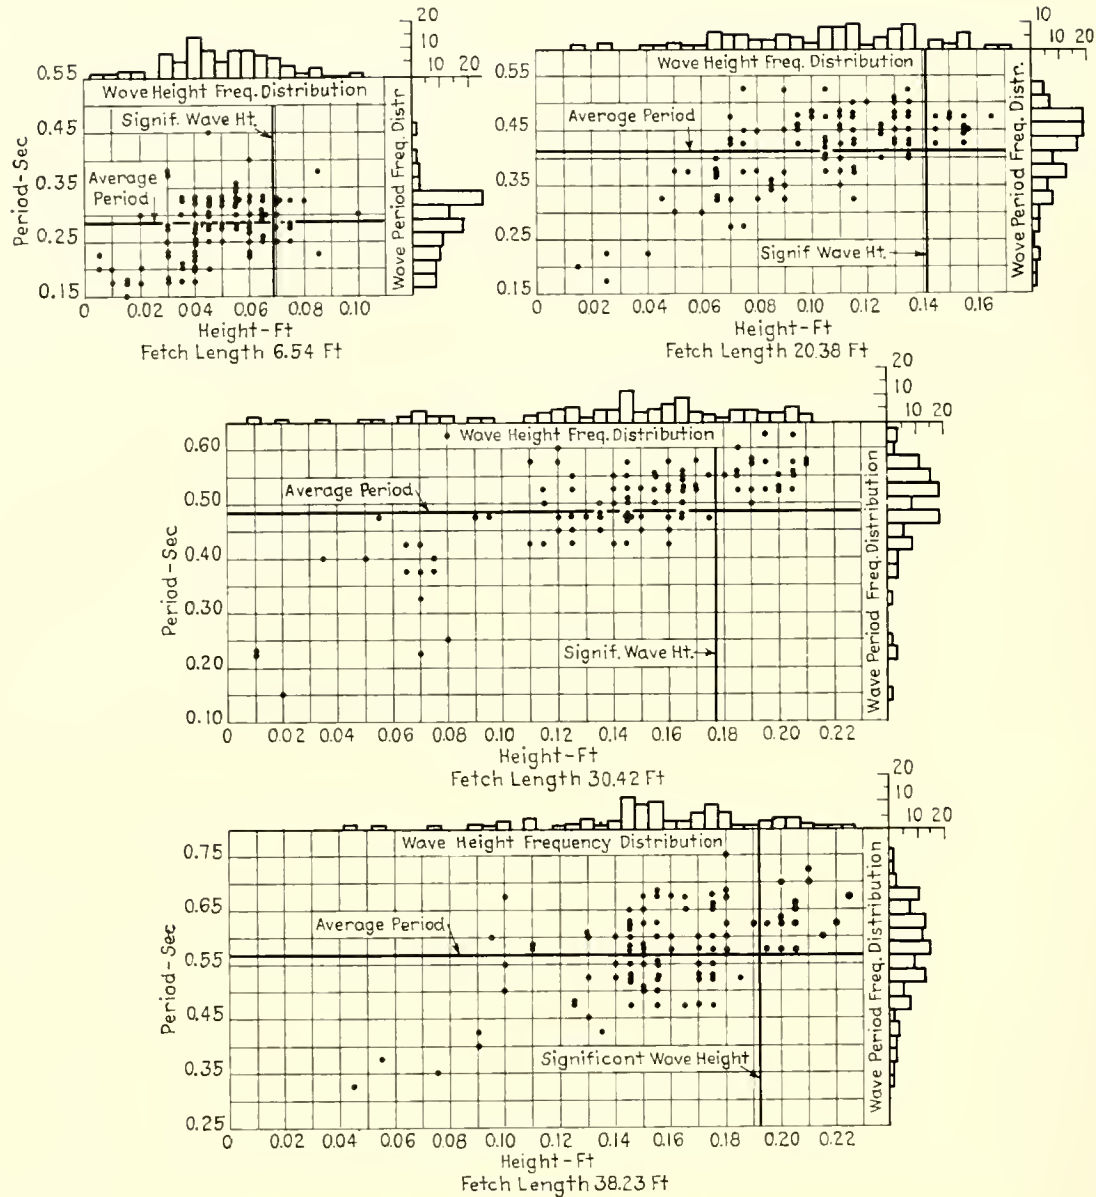 20
10
10 20
0.55
0.45
0.35
0.25
0.15
Period-Sec
Wave Height Freq. Distribution
Signif. Wave Ht.
Average
Period
Wave Period Freq. Distr
0 0.02 0.04 0.06 0.08 0.10
Height-Ft
Fetch Length 6.54 Ft
10
10 20
0.55
0.45
0.35
0.25
0.15
Wave Height Freq. Distribution
Average Period
Signif Wave Ht.
Wave Period Freq. Distr.
0 0.02 0.04 0.06 0.08 0.10 0.12 0.14 0.16
Height-Ft
Fetch Length 20.38 Ft
20
10
10 20
0.60
0.50
0.40
0.30
0.20
0.10
Period-Sec
Wave Height Freq. Distribution
Average Period
Signif. Wave Ht.
Wave Period Freq. Distribution
0 0.02 0.04 0.06 0.08 0.10 0.12 0.14 0.16 0.18 0.20 0.22
Height-Ft
Fetch Length 30.42 Ft
20
10
10 20
0.75
0.65
0.55
0.45
0.35
0.25
Period-Sec
Wave Height Frequency Distribution
Average Period
Significont Wave Height
Wave Period Freq. Distribution
0 0.02 0.04 0.06 0.08 0.10 0.12 0.14 0.16 0.18 0.20 0.22
Height-Ft
Fetch Length 38.23 Ft